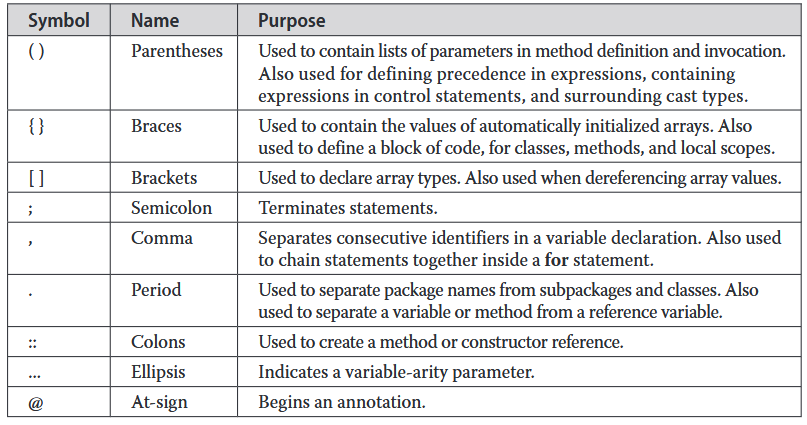 Symbol Name Purpose
( ) Parentheses Used to contain lists of parameters in method definition and invocation.
Also used for defining precedence in expressions, containing
expressions in control statements, and surrounding cast types.
{ } Braces Used to contain the values of automatically initialized arrays. Also
used to define a block of code, for classes, methods, and local scopes.
[ ] Brackets Used to declare array types. Also used when dereferencing array values.
; Semicolon Terminates statements.
, Comma Separates consecutive identifiers in a variable declaration. Also used
to chain statements together inside a for statement.
. Period Used to separate package names from subpackages and classes. Also
used to separate a variable or method from a reference variable.
:: Colons Used to create a method or constructor reference.
... Ellipsis Indicates a variable-arity parameter.
@ At-sign Begins an annotation.